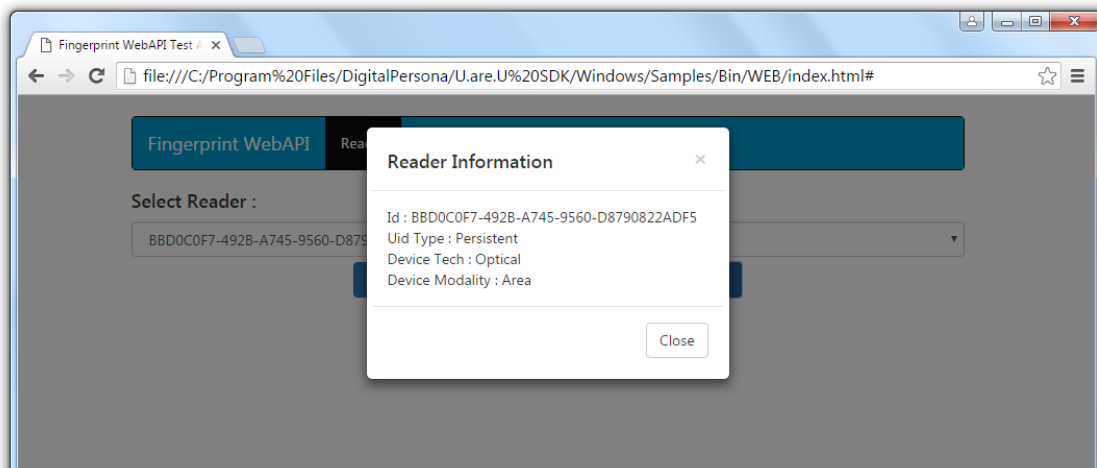 Fingerprint WebAPI Test A
file:///C:/Program%20Files/DigitalPersona/U.are.U%20SDK/Windows/Samples/Bin/WEB/index.html#
Fingerprint WebAPI
Reader Information
Select Reader :
Id : BBD0C0F7-492B-A745-9560-D8790822ADF5
BBD0C0F7-492B-A745-9560-D879
Uid Type : Persistent
Device Tech : Optical
Device Modality : Area
Close